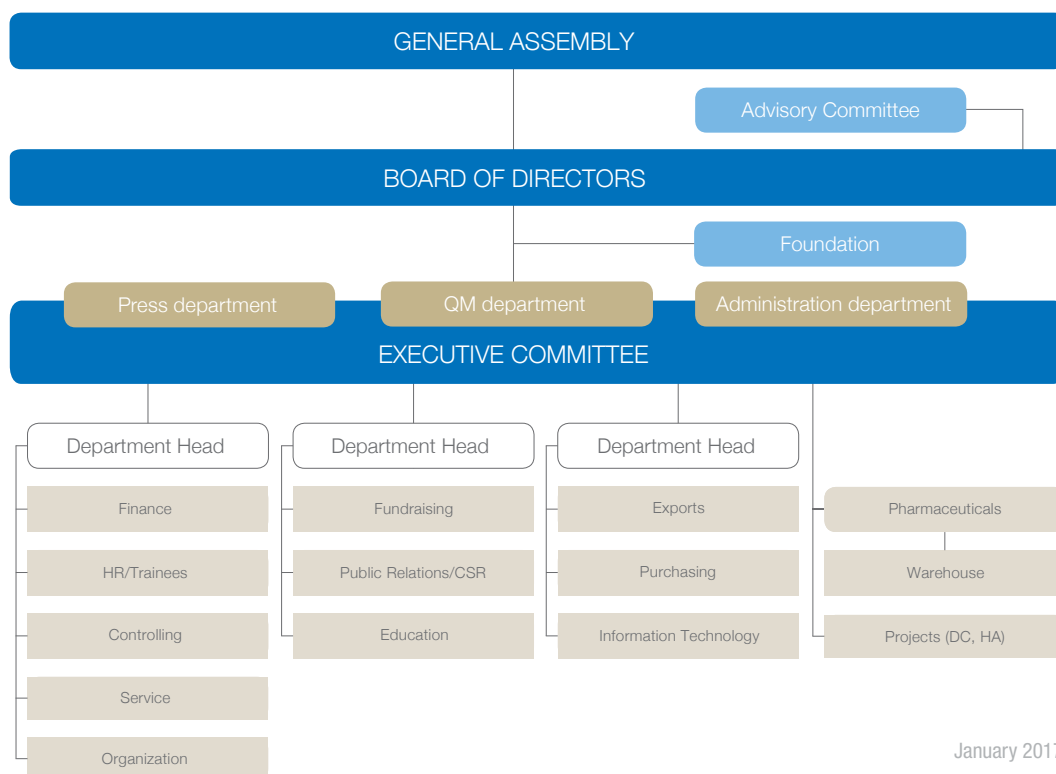 GENERAL ASSEMBLY
Advisory Committee
BOARD OF DIRECTORS
Foundation
Press department
QM department
Administration department
EXECUTIVE COMMITTEE
Department Head
Department Head
Department Head
Finance
Fundraising
Exports
Pharmaceuticals
HR/Trainees
Public Relations/CSR
Purchasing
Warehouse
Controlling
Education
Information Technology
Projects (DC, HA)
Service
Organization
January 2017